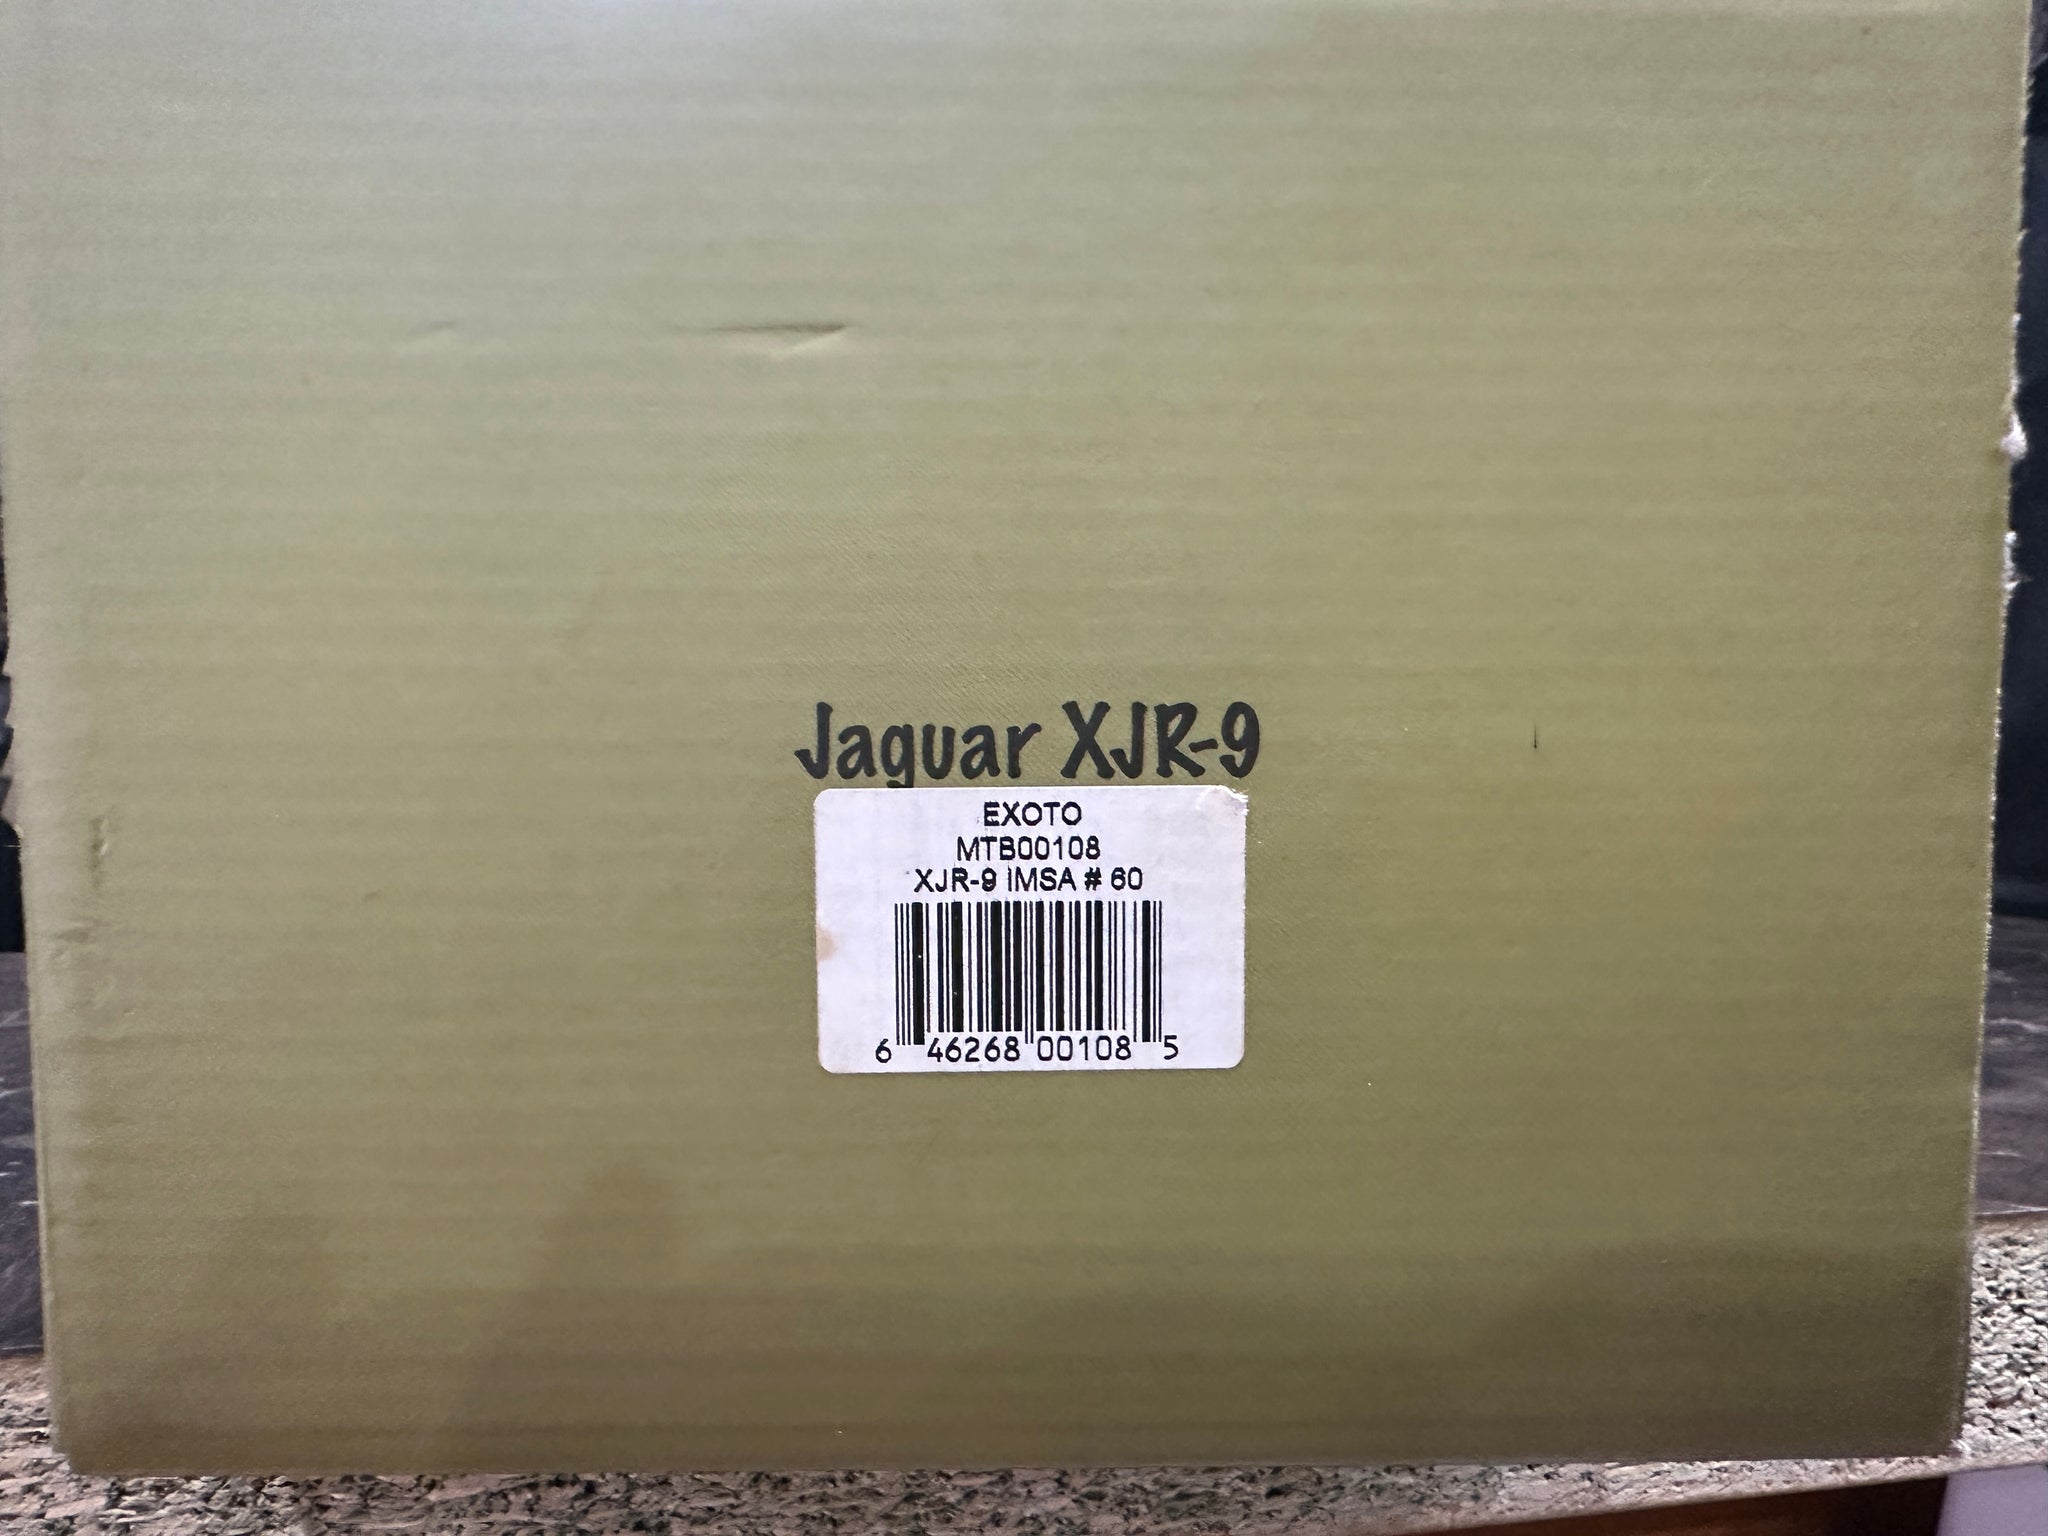 Jaguar XJR-9
EXOTO
MTB00108
XJR-9 IMSA # 60
6 46268 00108 5